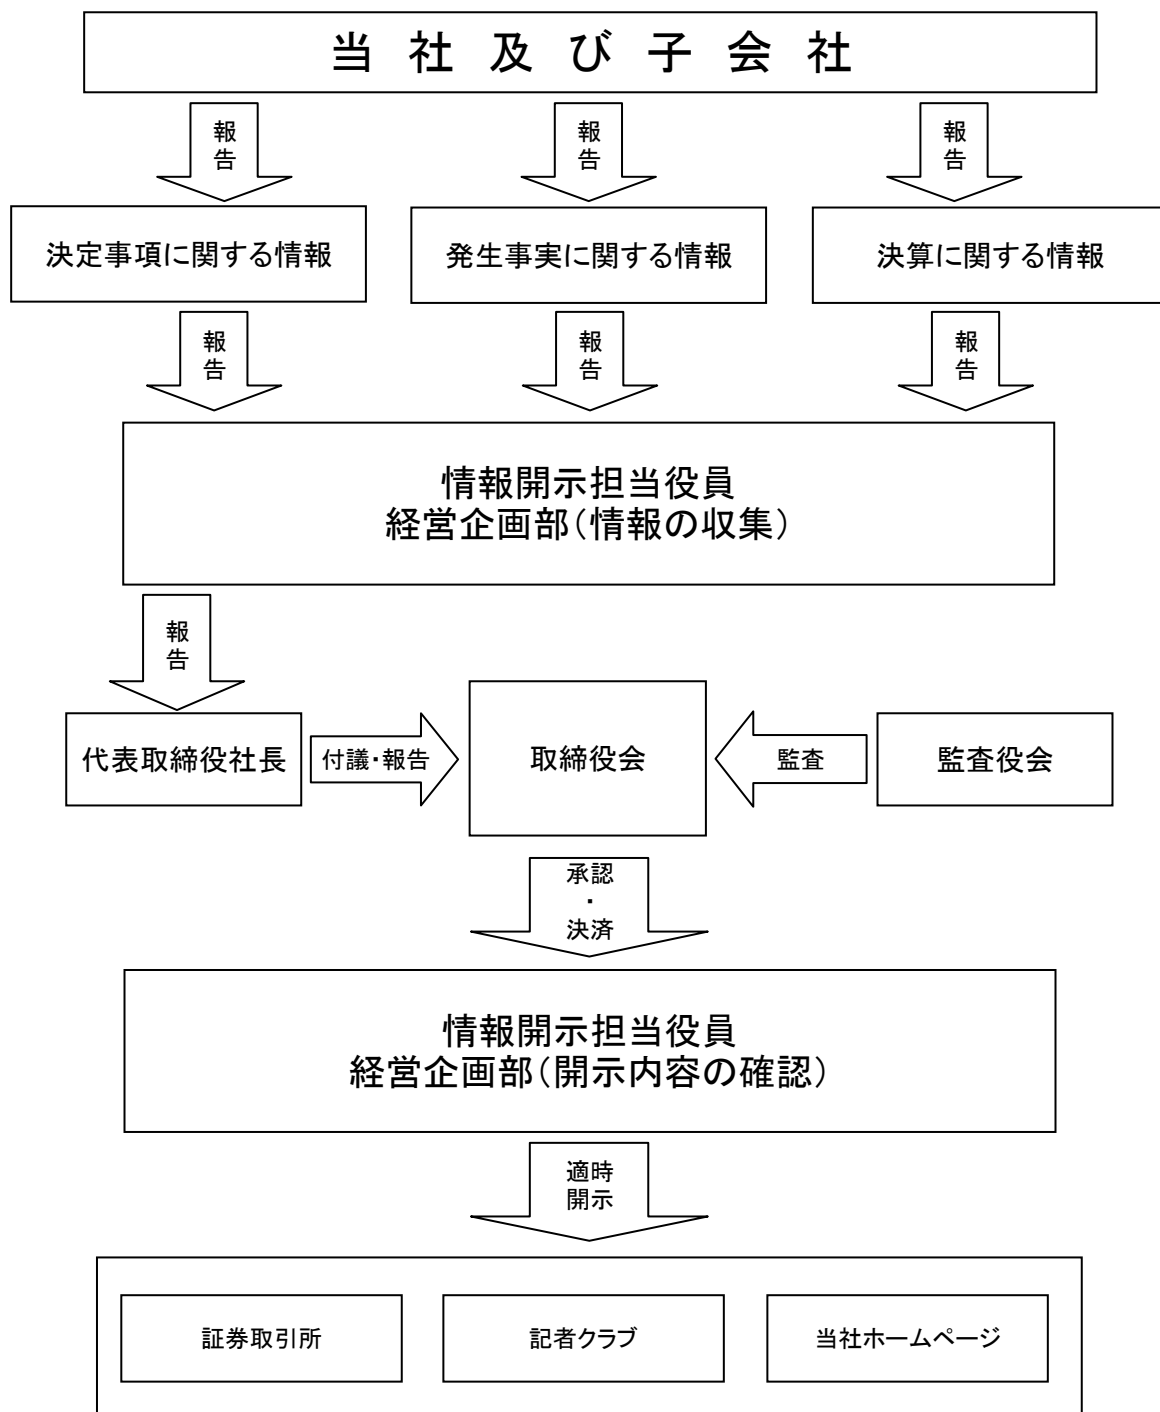 当社及び子会社
報
告
報
告
報
告
決定事項に関する情報
発生事実に関する情報
決算に関する情報
報
告
報
告
報
告
情報開示担当役員
経営企画部(情報の収集)
報
告
代表取締役社長
付議・報告
取締役会
監査
監査役会
承認
・
決済
情報開示担当役員
経営企画部(開示内容の確認)
適時
開示
証券取引所
記者クラブ
当社ホームページ